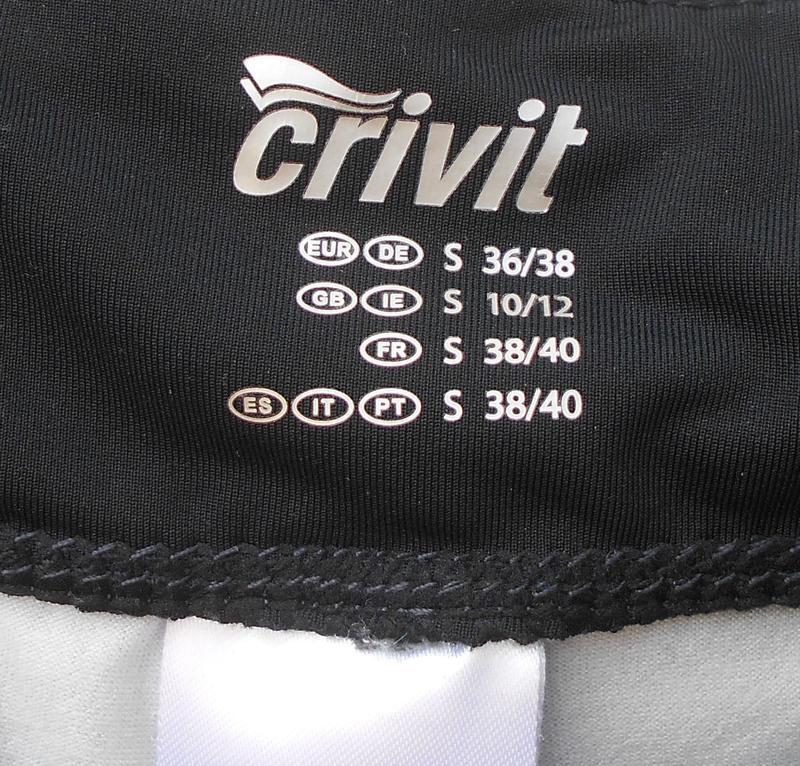 crivit
EUR DE S 36/38
GB IE S 10/12
FR S 38/40
ES IT PT S 38/40